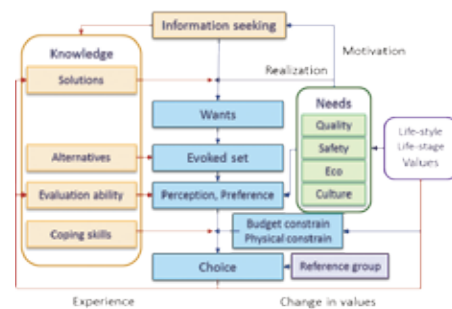 Information seeking
Knowledge
Motivation
Realization
Solutions
Needs
Wants
Quality
Life-style
Life-stage
Values
Safety
Alternatives
Evoked set
Eco
Evaluation ability
Perception, Preference
Culture
Budget constrain
Physical constrain
Coping skills
Choice
Reference group
Experience
Change in values